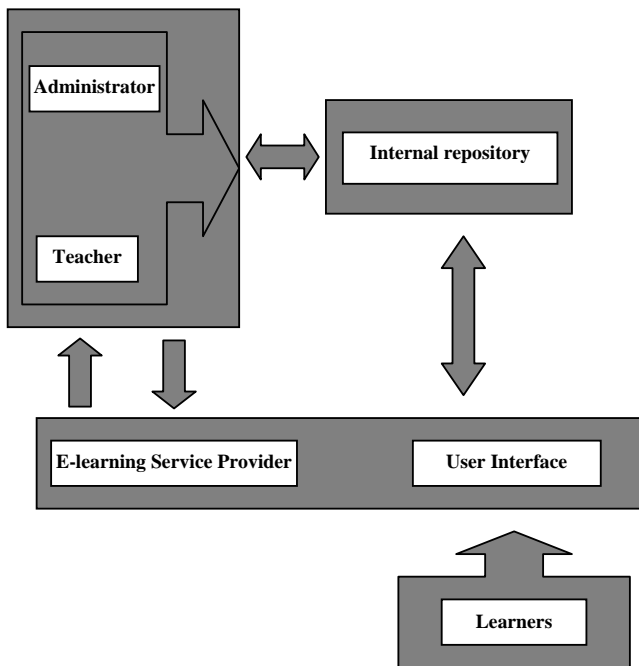 Administrator
Internal repository
Teacher
E-learning Service Provider
User Interface
Learners